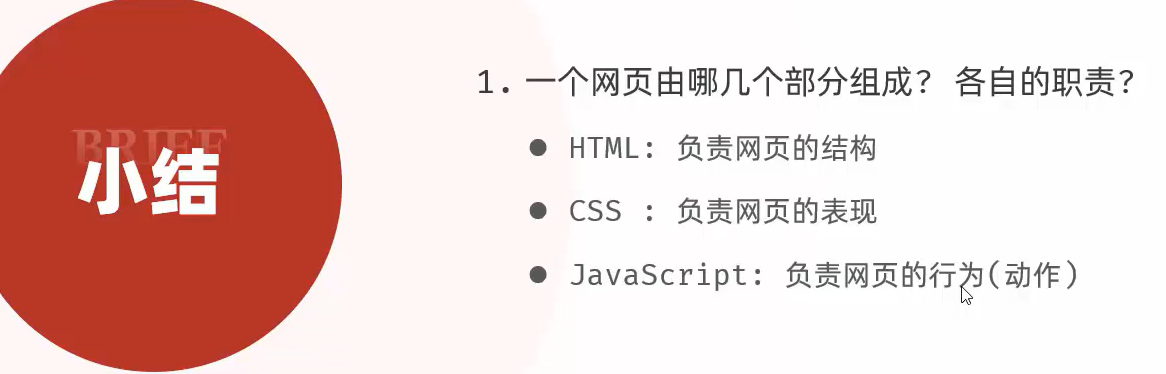 BRIEF
小结
1. 一个网页由哪几个部分组成? 各自的职责?
● HTML: 负责网页的结构
● CSS : 负责网页的表现
● JavaScript: 负责网页的行为(动作)